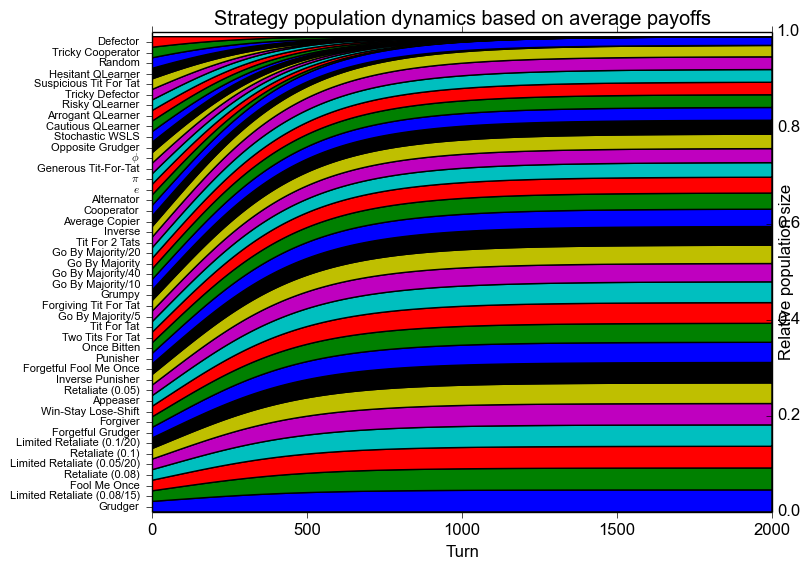 Strategy population dynamics based on average payoffs
Defector
Tricky Cooperator
Random
Hesitant QLearner
Suspicious Tit For Tat
Tricky Defector
Risky QLearner
Arrogant QLearner
Cautious QLearner
Stochastic WSLS
Opposite Grudger
ϕ
Generous Tit-For-Tat
π
e
Alternator
Cooperator
Average Copier
Inverse
Tit For 2 Tats
Go By Majority/20
Go By Majority
Go By Majority/40
Go By Majority/10
Grumpy
Forgiving Tit For Tat
Go By Majority/5
Tit For Tat
Two Tits For Tat
Once Bitten
Punisher
Forgetful Fool Me Once
Inverse Punisher
Retaliate (0.05)
Appeaser
Win-Stay Lose-Shift
Forgiver
Forgetful Grudger
Limited Retaliate (0.1/20)
Retaliate (0.1)
Limited Retaliate (0.05/20)
Retaliate (0.08)
Fool Me Once
Limited Retaliate (0.08/15)
Grudger
1.0
0.8
0.6
0.4
0.2
0.0
Relative population size
0 500 1000 1500 2000
Turn